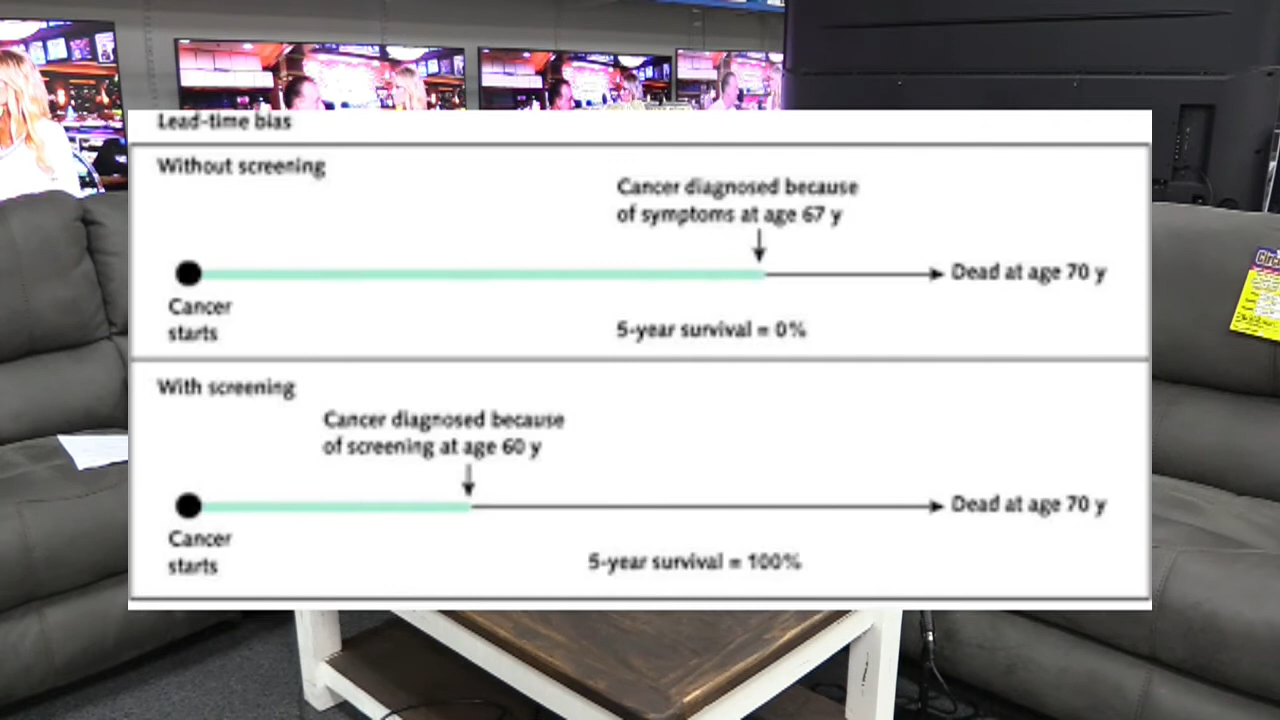 Lead-time bias
Without screening
Cancer diagnosed because
of symptoms at age 67 y
Dead at age 70 y
Cancer
starts
5-year survival = 0%
With screening
Cancer diagnosed because
of screening at age 60 y
Dead at age 70 y
Cancer
starts
5-year survival = 100%